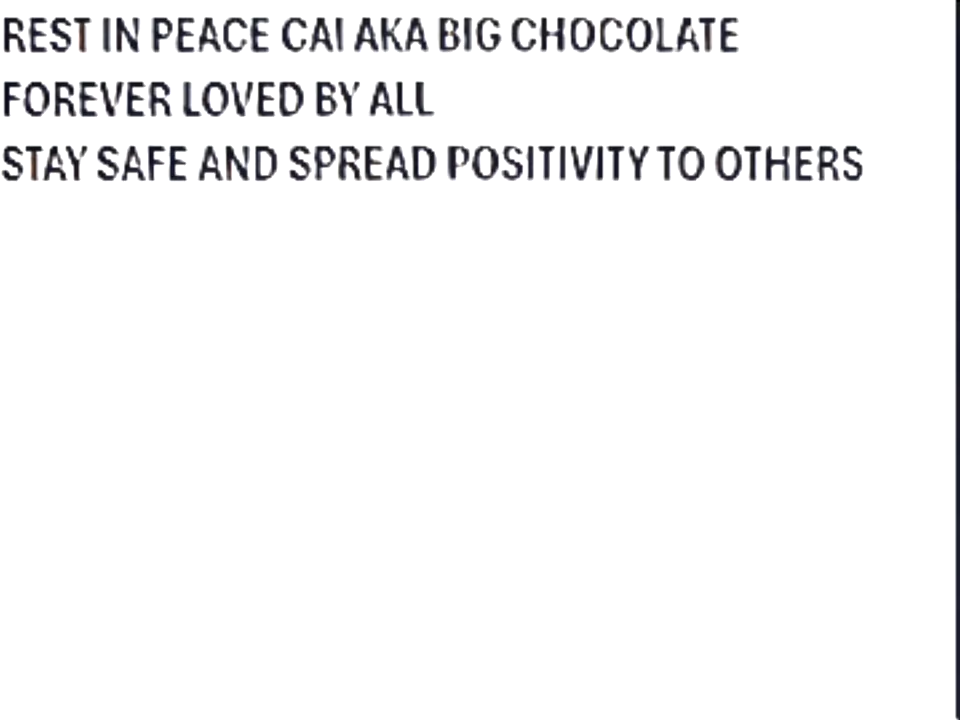 REST IN PEACE CAI AKA BIG CHOCOLATE
FOREVER LOVED BY ALL
STAY SAFE AND SPREAD POSITIVITY TO OTHERS